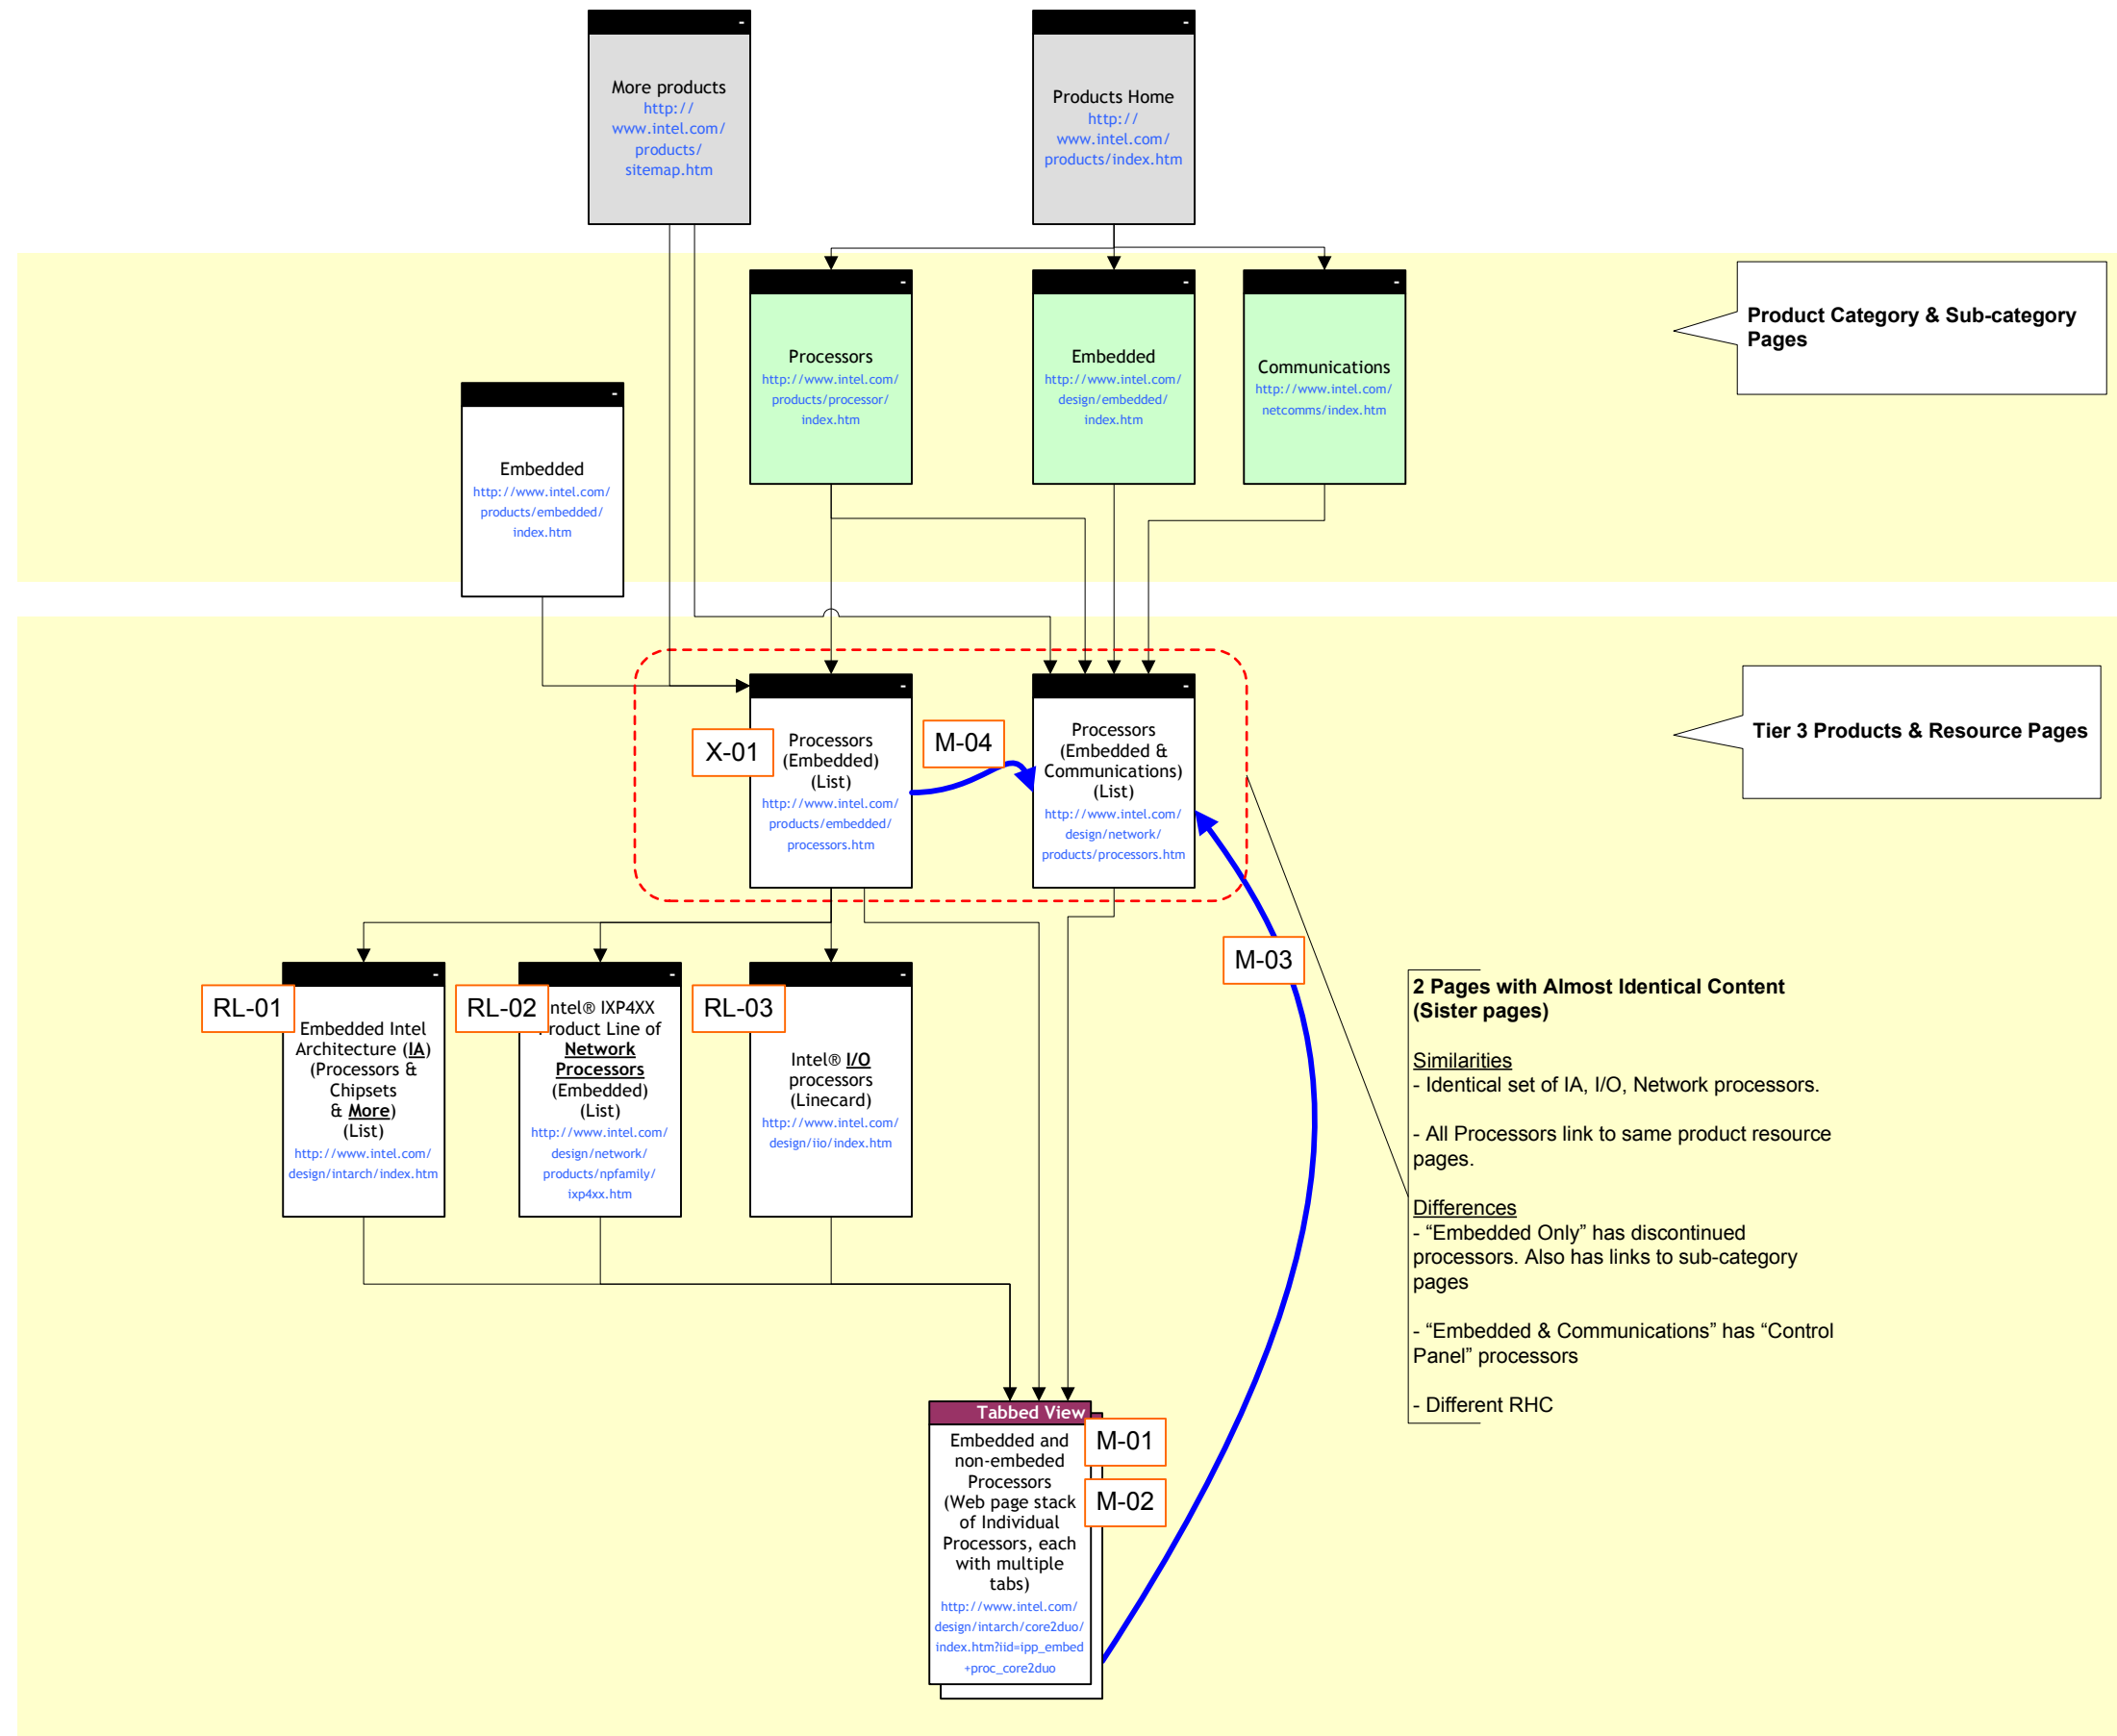 -
More products
http://
www.intel.com/
products/
sitemap.htm
-
Products Home
http://
www.intel.com/
products/index.htm
-
Processors
http://www.intel.com/
products/processor/
index.htm
-
Embedded
http://www.intel.com/
design/embedded/
index.htm
-
Communications
http://www.intel.com/
netcomms/index.htm
Product Category & Sub-category
Pages
-
Embedded
http://www.intel.com/
products/embedded/
index.htm
-
X-01
Processors
(Embedded)
(List)
http://www.intel.com/
products/embedded/
processors.htm
M-04
-
Processors
(Embedded &
Communications)
(List)
http://www.intel.com/
design/network/
products/processors.htm
Tier 3 Products & Resource Pages
M-03
-
RL-01
Embedded Intel
Architecture (IA)
(Processors &
Chipsets
& More)
(List)
http://www.intel.com/
design/intarch/index.htm
-
RL-02
ntel® IXP4XX
Product Line of
Network
Processors
(Embedded)
(List)
http://www.intel.com/
design/network/
products/npfamily/
ixp4xx.htm
-
RL-03
Intel® I/O
processors
(Linecard)
http://www.intel.com/
design/iio/index.htm
2 Pages with Almost Identical Content
(Sister pages)
Similarities
- Identical set of IA, I/O, Network processors.
- All Processors link to same product resource
pages.
Differences
- “Embedded Only” has discontinued
processors. Also has links to sub-category
pages
- “Embedded & Communications” has “Control
Panel” processors
- Different RHC
Tabbed View
M-01
M-02
Embedded and
non-embeded
Processors
(Web page stack
of Individual
Processors, each
with multiple
tabs)
http://www.intel.com/
design/intarch/core2duo/
index.htm?iid=ipp_embed
+proc_core2duo